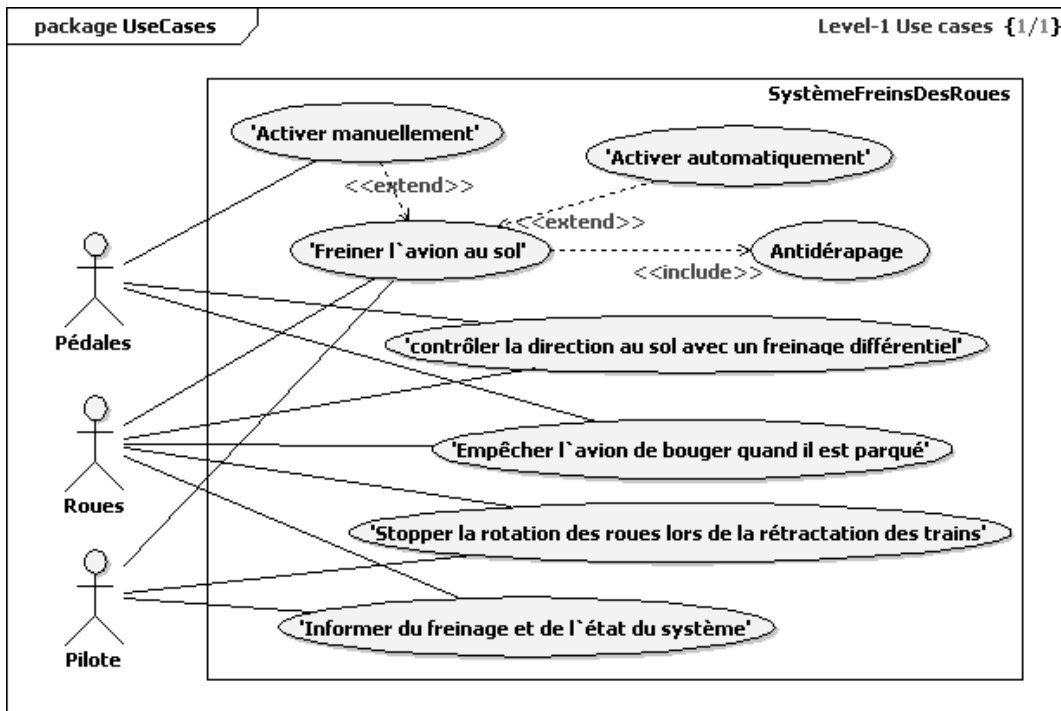 package UseCases
Level-1 Use cases {1/1}
SystèmeFreinsDesRoues
'Activer manuellement'
'Activer automatiquement'
<<extend>>
<<extend>>
'Freiner l`avion au sol'
Antidérapage
<<include>>
Pédales
'contrôler la direction au sol avec un freinage différentiel'
'Empêcher l`avion de bouger quand il est parqué'
Roues
'Stopper la rotation des roues lors de la rétractation des trains'
'Informer du freinage et de l`état du système'
Pilote